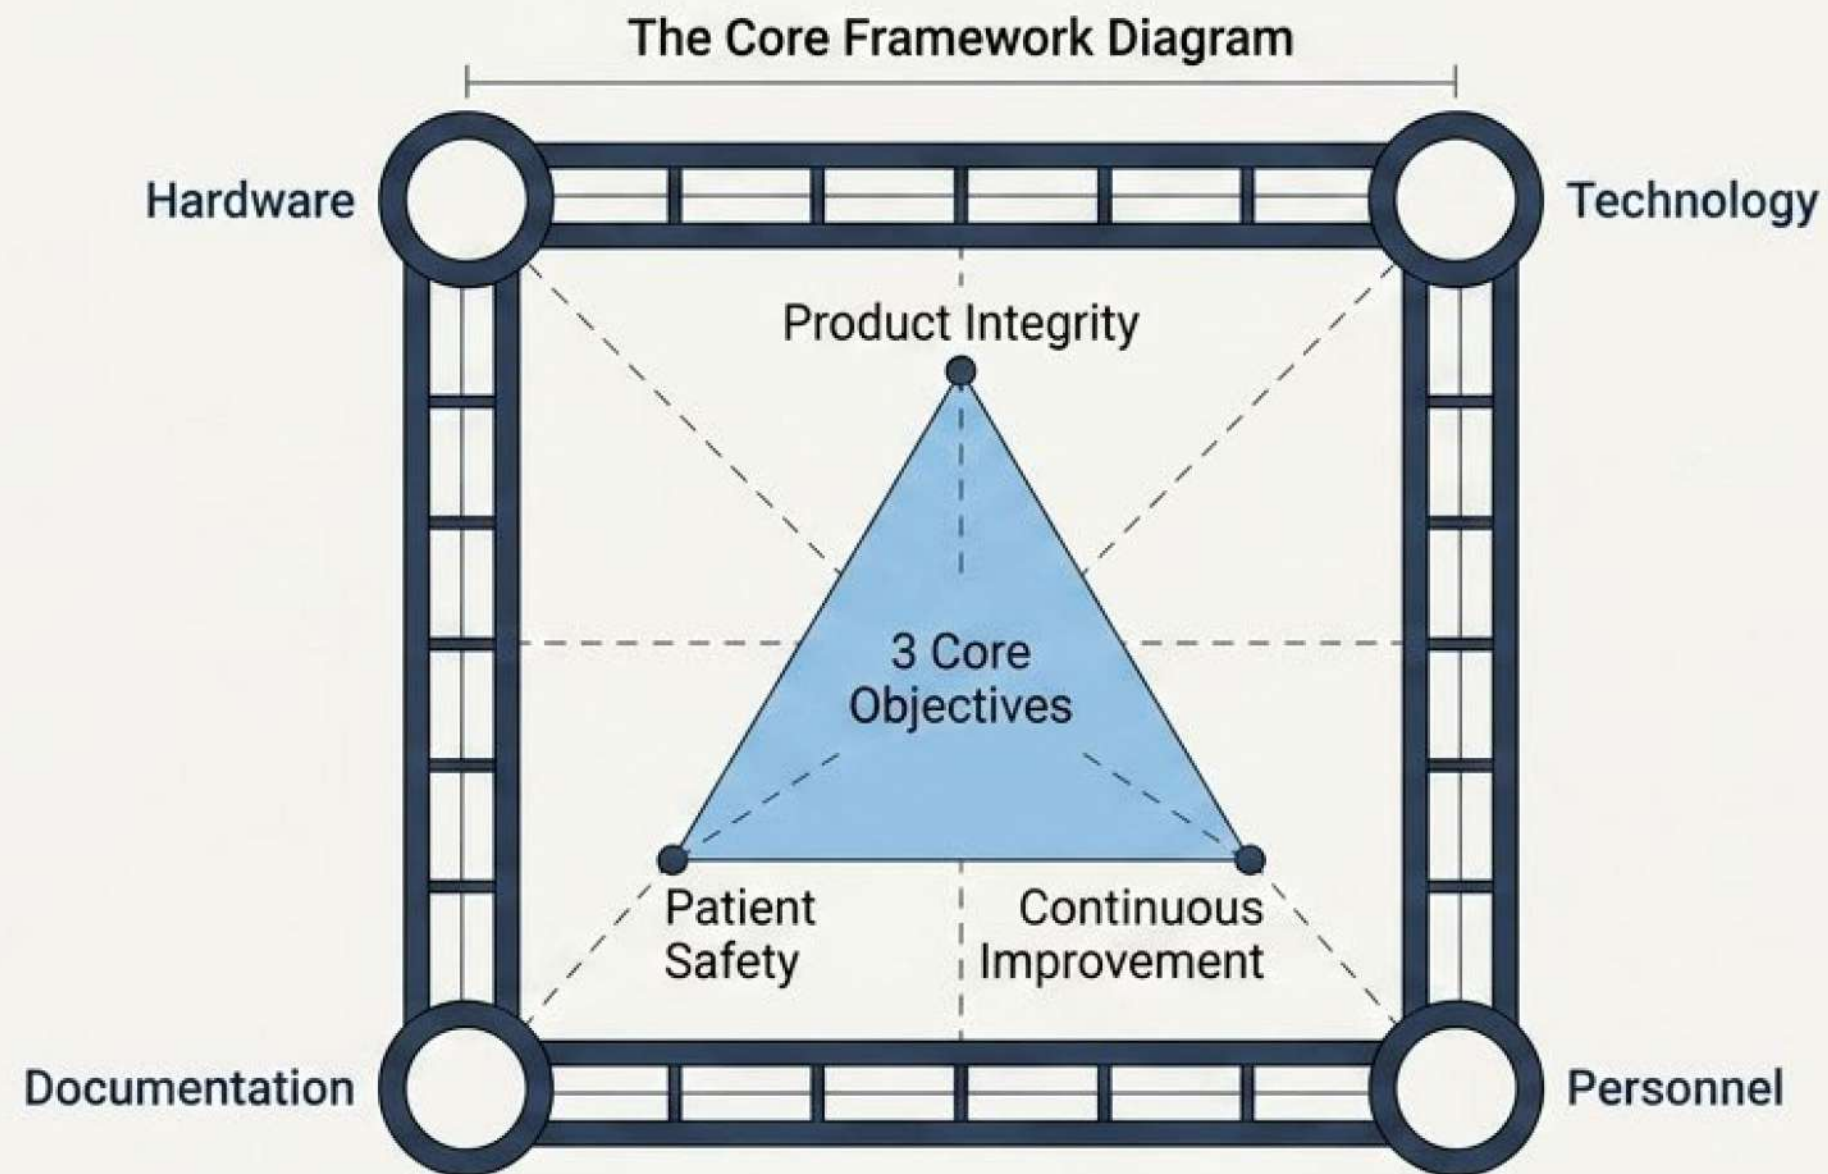 The Core Framework Diagram
Hardware
Technology
Product Integrity
3 Core
Objectives
Patient
Safety
Continuous
Improvement
Documentation
Personnel